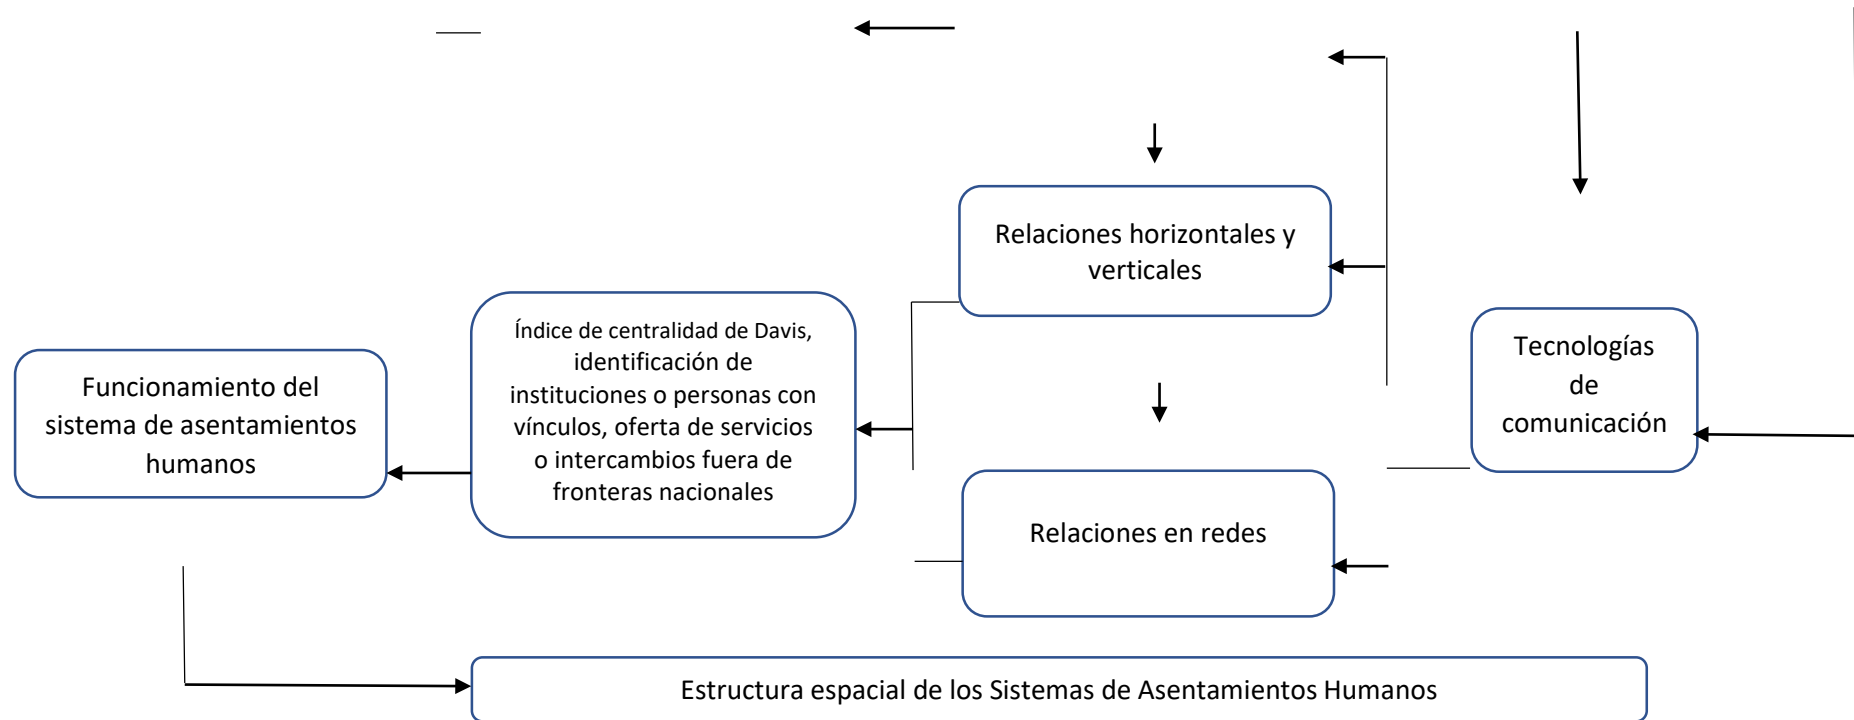 Relaciones horizontales y
verticales
Índice de centralidad de Davis,
identificación de
instituciones o personas con
vínculos, oferta de servicios
o intercambios fuera de
fronteras nacionales
Tecnologías
de
comunicación
Funcionamiento del
sistema de asentamientos
humanos
Relaciones en redes
Estructura espacial de los Sistemas de Asentamientos Humanos